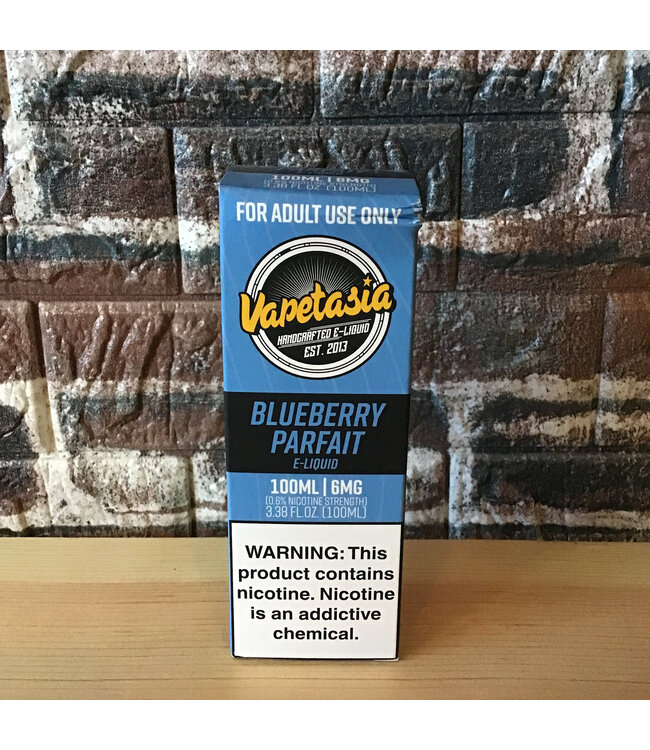 100ML | 6MG
3.38 FL.OZ. (100ML)
FOR ADULT USE ONLY
Vapetasia
HANDCRAFTED E-LIQUID
EST. 2013
BLUEBERRY
PARFAIT
E-LIQUID
100ML | 6MG
(0.6% NICOTINE STRENGTH)
3.38 FL.OZ. (100ML)
WARNING: This
product contains
nicotine. Nicotine
is an addictive
chemical.